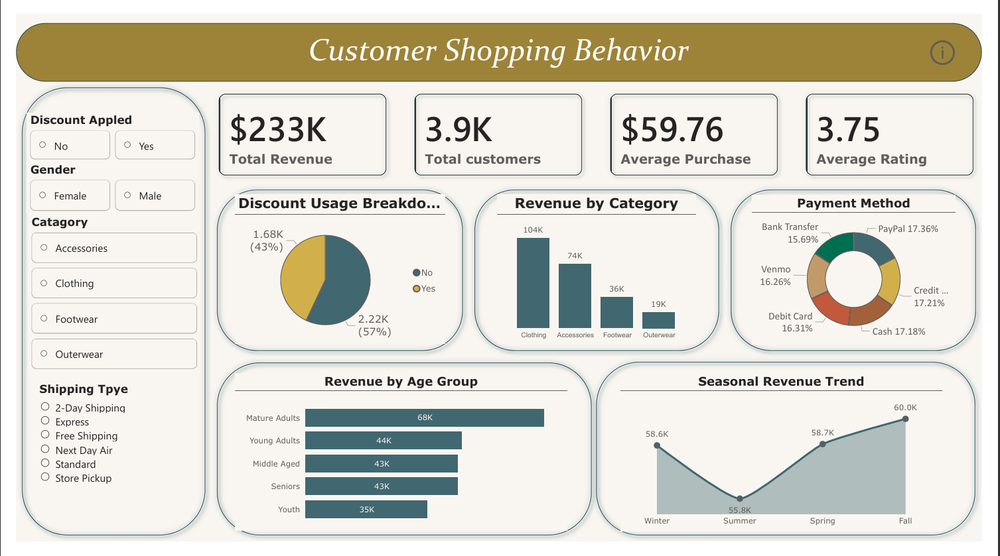 Customer Shopping Behavior
i
Discount Appled
No
Yes
Gender
Female
Male
Catagory
Accessories
Clothing
Footwear
Outerwear
Shipping Tpye
2-Day Shipping
Express
Free Shipping
Next Day Air
Standard
Store Pickup
$233K
Total Revenue
3.9K
Total customers
$59.76
Average Purchase
3.75
Average Rating
Discount Usage Breakdo...
1.68K
(43%)
2.22K
(57%)
No
Yes
Revenue by Category
104K
74K
36K
19K
Clothing
Accessories
Footwear
Outerwear
Payment Method
Bank Transfer
15.69%
PayPal 17.36%
Venmo
16.26%
Credit ...
17.21%
Debit Card
16.31%
Cash 17.18%
Revenue by Age Group
Mature Adults
68K
Young Adults
44K
Middle Aged
43K
Seniors
43K
Youth
35K
Seasonal Revenue Trend
58.6K
55.8K
58.7K
60.0K
Winter
Summer
Spring
Fall